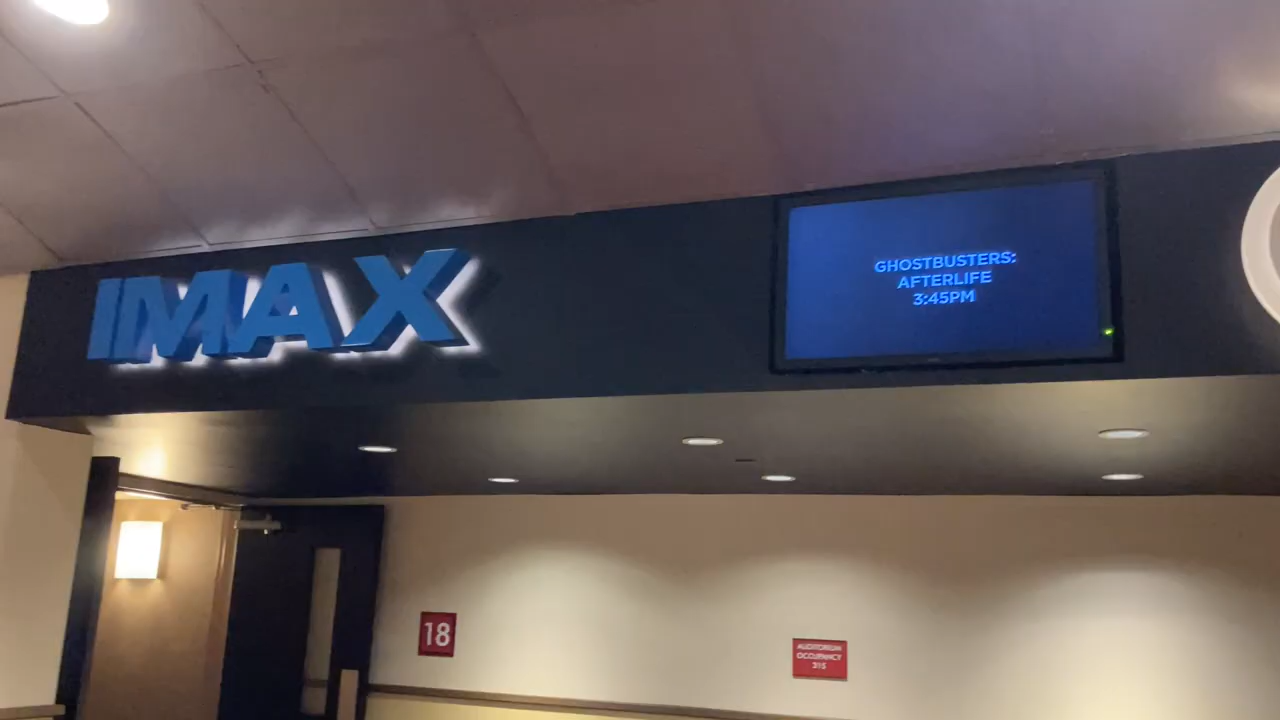 IMAX
GHOSTBUSTERS:
AFTERLIFE
3:45PM
18
AUDITORIUM
OCCUPANCY
315